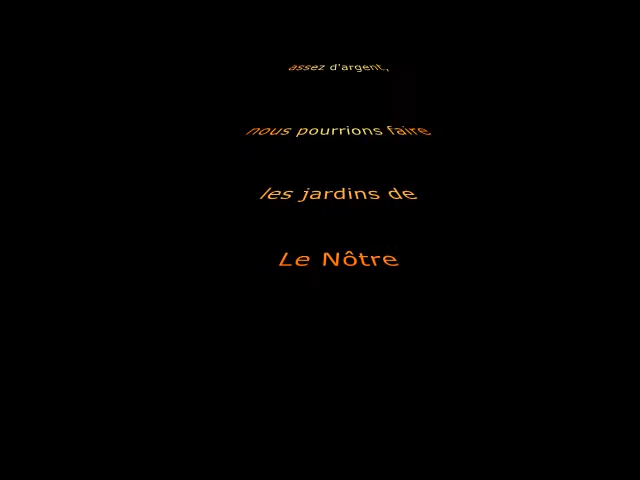 assez d'argent,
nous pourrions faire
les jardins de
Le Nôtre